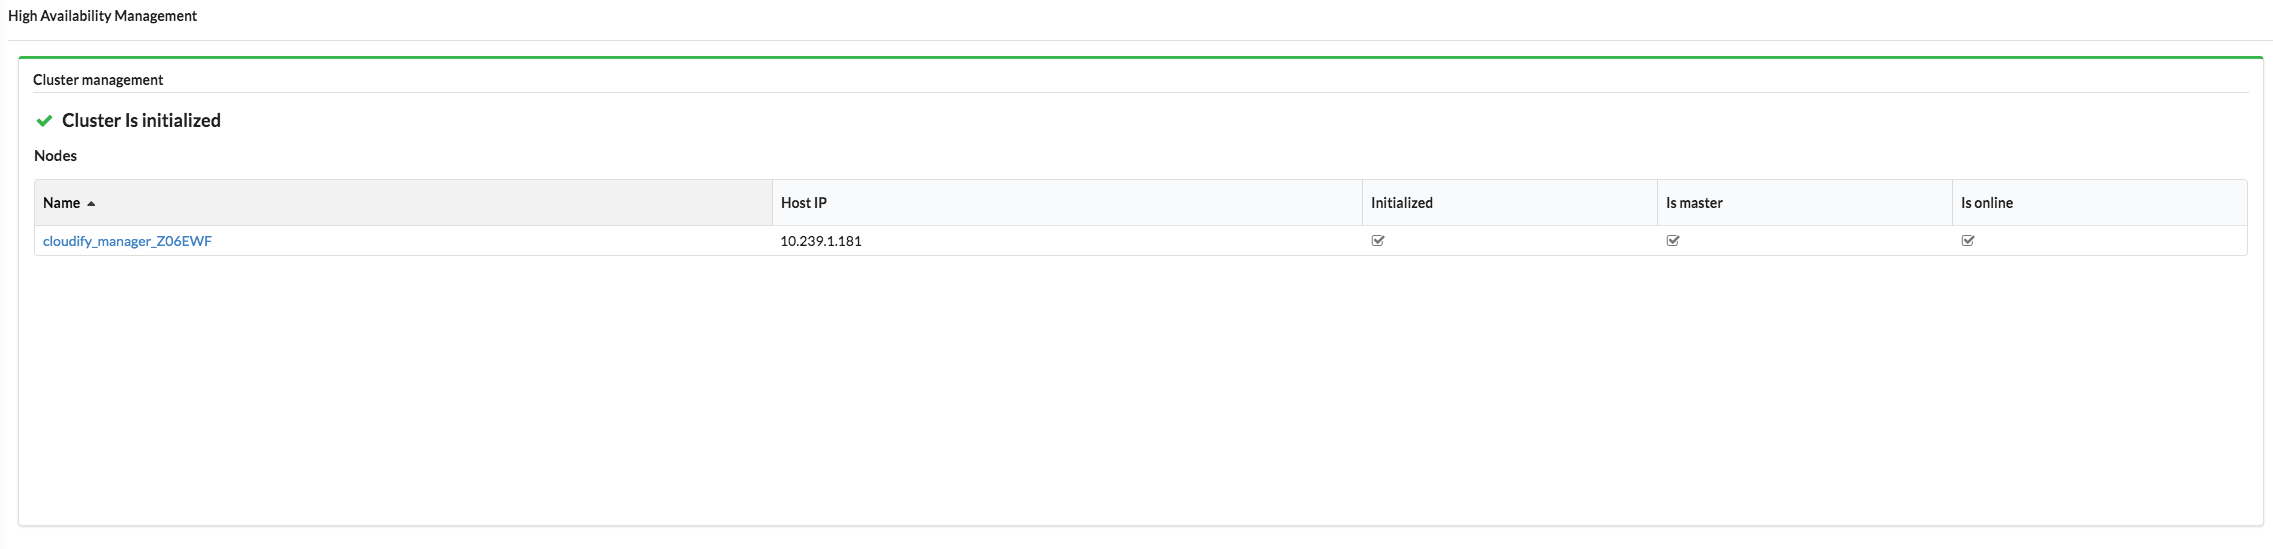 High Availability Management
Cluster management
Cluster Is initialized
Nodes
Name Host IP Initialized Is master Is online
cloudify_manager_Z06EWF 10.239.1.181